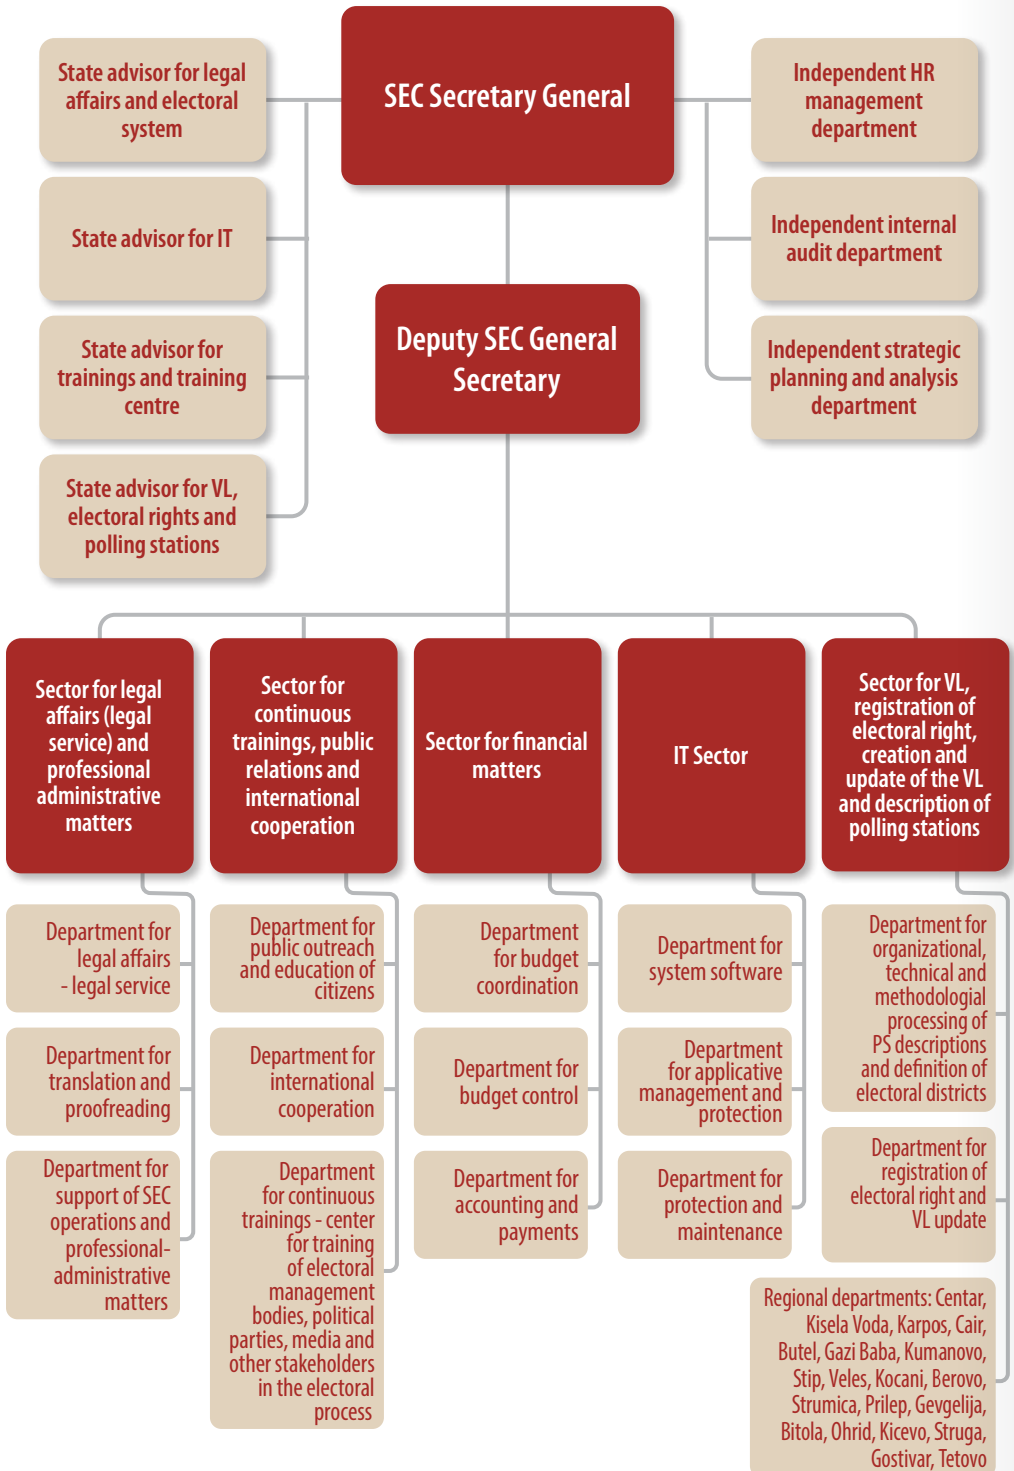 SEC Secretary General
State advisor for legal
affairs and electoral
system
State advisor for IT
State advisor for
trainings and training
centre
State advisor for VL,
electoral rights and
polling stations
Independent HR
management
department
Independent internal
audit department
Independent strategic
planning and analysis
department
Deputy SEC General
Secretary
Sector for legal
affairs (legal
service) and
professional
administrative
matters
Department for
legal affairs
- legal service
Department for
translation and
proofreading
Department for
support of SEC
operations and
professional-
administrative
matters
Sector for
continuous
trainings, public
relations and
international
cooperation
Department for
public outreach
and education of
citizens
Department for
international
cooperation
Department
for continuous
trainings - center
for training
of electoral
management
bodies, political
parties, media and
other stakeholders
in the electoral
process
Sector for financial
matters
Department
for budget
coordination
Department for
budget control
Department for
accounting and
payments
IT Sector
Department for
system software
Department
for applicative
management and
protection
Department for
protection and
maintenance
Sector for VL,
registration of
electoral right,
creation and
update of the VL
and description of
polling stations
Department for
organizational,
technical and
methodologial
processing of
PS descriptions
and definition of
electoral districts
Department for
registration of
electoral right and
VL update
Regional departments: Centar,
Kisela Voda, Karpos, Cair,
Butel, Gazi Baba, Kumanovo,
Stip, Veles, Kocani, Berovo,
Strumica, Prilep, Gevgelija,
Bitola, Ohrid, Kicevo, Struga,
Gostivar, Tetovo